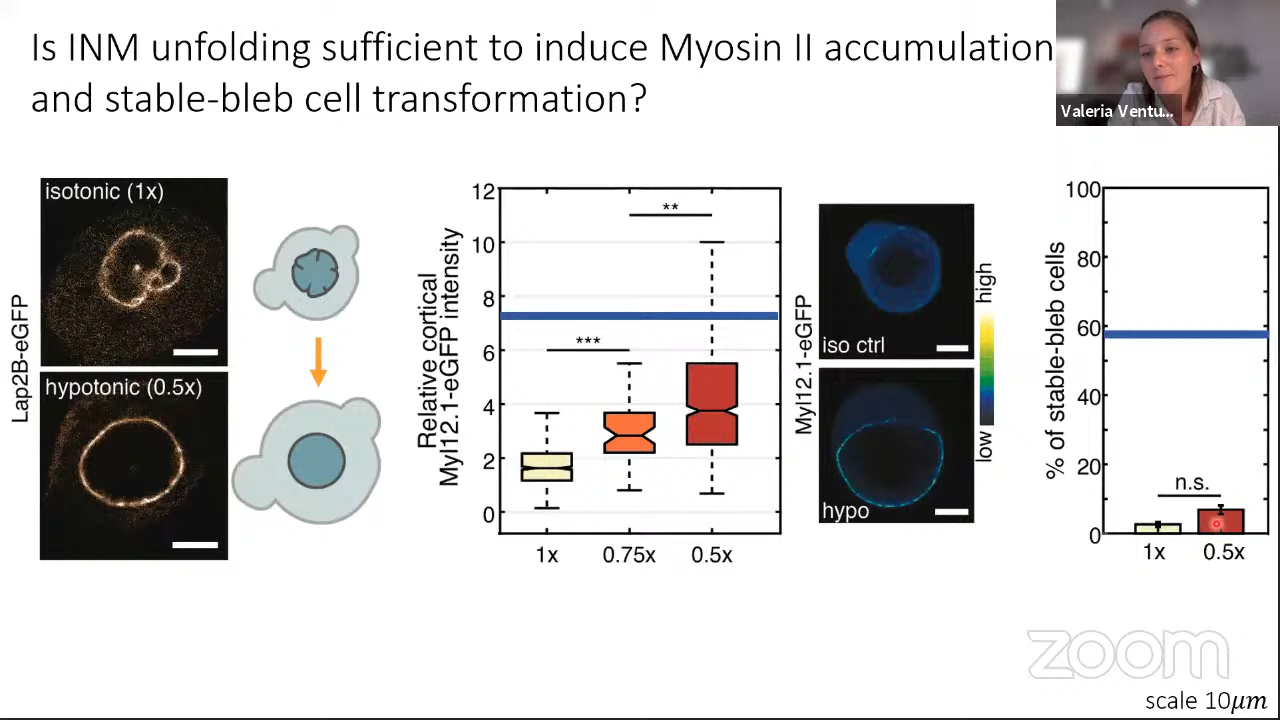 Is INM unfolding sufficient to induce Myosin II accumulation
and stable-bleb cell transformation?
Valeria Ventu...
Lap2B-eGFP
isotonic (1x)
hypotonic (0.5x)
Relative cortical
Myl12.1-eGFP intensity
12
10
8
6
4
2
0
**
***
1x
0.75x
0.5x
Myl12.1-eGFP
iso ctrl
hypo
high
low
% of stable-bleb cells
100
80
60
40
20
0
n.s.
1x
0.5x
zoom
scale 10𝜇m